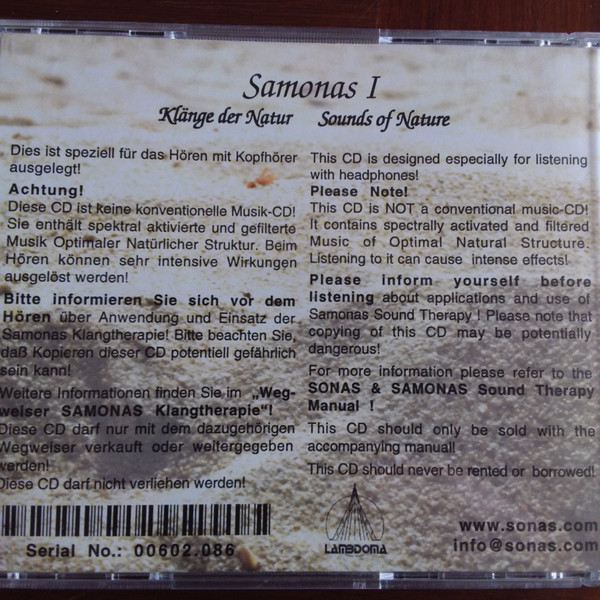 Samonas I
Klänge der Natur Sounds of Nature
Dies ist speziell für das Hören mit Kopfhörer
ausgelegt!
Achtung!
Diese CD ist keine konventionelle Musik-CD!
Sie enthält spektral aktivierte und gefilterte
Musik Optimaler Natürlicher Struktur. Beim
Hören können sehr intensive Wirkungen
ausgelöst werden!
Bitte informieren Sie sich vor dem
Hören über Anwendung und Einsatz der
Samonas Klangtherapie! Bitte beachten Sie,
daß Kopieren dieser CD potentiell gefährlich
sein kann!
Weitere Informationen finden Sie im „Weg-
weiser SAMONAS Klangtherapie“!
Diese CD darf nur mit dem dazugehörigen
Wegweiser verkauft oder weitergegeben
werden!
Diese CD darf nicht verliehen werden!
This CD is designed especially for listening
with headphones!
Please Note!
This CD is NOT a conventional music-CD!
It contains spectrally activated and filtered
Music of Optimal Natural Structure.
Listening to it can cause intense effects!
Please inform yourself before
listening about applications and use of
Samonas Sound Therapy ! Please note that
copying of this CD may be potentially
dangerous!
For more information please refer to the
SONAS & SAMONAS Sound Therapy
Manual !
This CD should only be sold with the
accompanying manual!
This CD should never be rented or borrowed!
Serial No.: 00602.086
LAMBDOMA
www.sonas.com
info@sonas.com